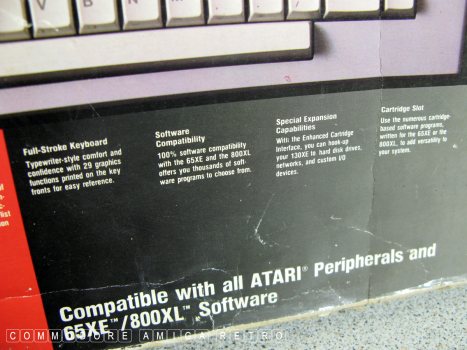 V B N M
Full-Stroke Keyboard
Typewriter-style comfort and
confidence with 29 graphics
functions printed on the key
fronts for easy reference.
Software
Compatibility
100% software compatibility
with the 65XE and the 800XL
offers you thousands of soft-
ware programs to choose from.
Special Expansion
Capabilities
With the Enhanced Cartridge
Interface, you can hook-up
your 130XE to hard disk drives,
networks, and custom I/O
devices.
Cartridge Slot
Use the numerous cartridge-
based software programs,
written for the 65XE or the
800XL, to add versatility to
your system.
Compatible with all ATARI® Peripherals and
65XE™/800XL™ Software
COMMODORE AMIGA RETRO